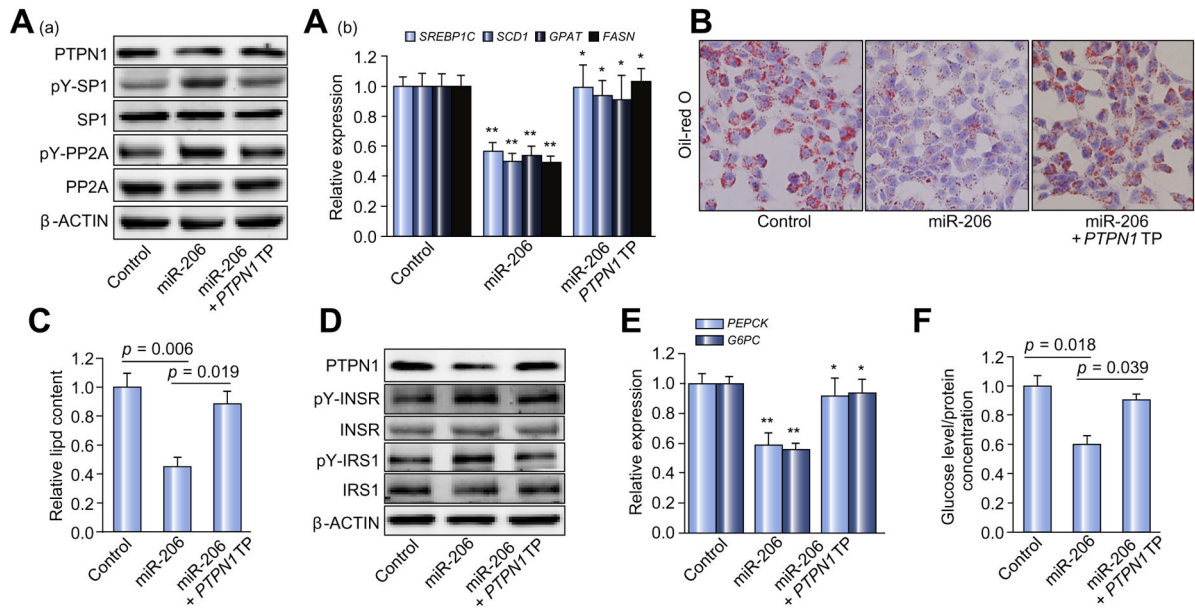 A (a)
PTPN1
pY-SP1
SP1
pY-PP2A
PP2A
β-ACTIN
Control
miR-206
miR-206
+ PTPN1 TP
A (b)
SREBP1C SCD1 GPAT FASN
Relative expression
1.2
1.0
0.8
0.6
0.4
0.2
0.0
** ** ** **
* * * *
Control
miR-206
miR-206
PTPN1 TP
B
Oil-red O
Control
miR-206
miR-206
+ PTPN1 TP
C
Relative lipd content
1.2
1.0
0.8
0.6
0.4
0.2
0.0
p = 0.006
p = 0.019
Control
miR-206
miR-206
+ PTPN1 TP
D
PTPN1
pY-INSR
INSR
pY-IRS1
IRS1
β-ACTIN
Control
miR-206
miR-206
+ PTPN1 TP
E
PEPCK
G6PC
Relative expression
1.2
1.0
0.8
0.6
0.4
0.2
0.0
** **
* *
Control
miR-206
miR-206
+ PTPN1 TP
F
Glucose level/protein
concentration
1.2
1.0
0.8
0.6
0.4
0.2
0.0
p = 0.018
p = 0.039
Control
miR-206
miR-206
+ PTPN1 TP